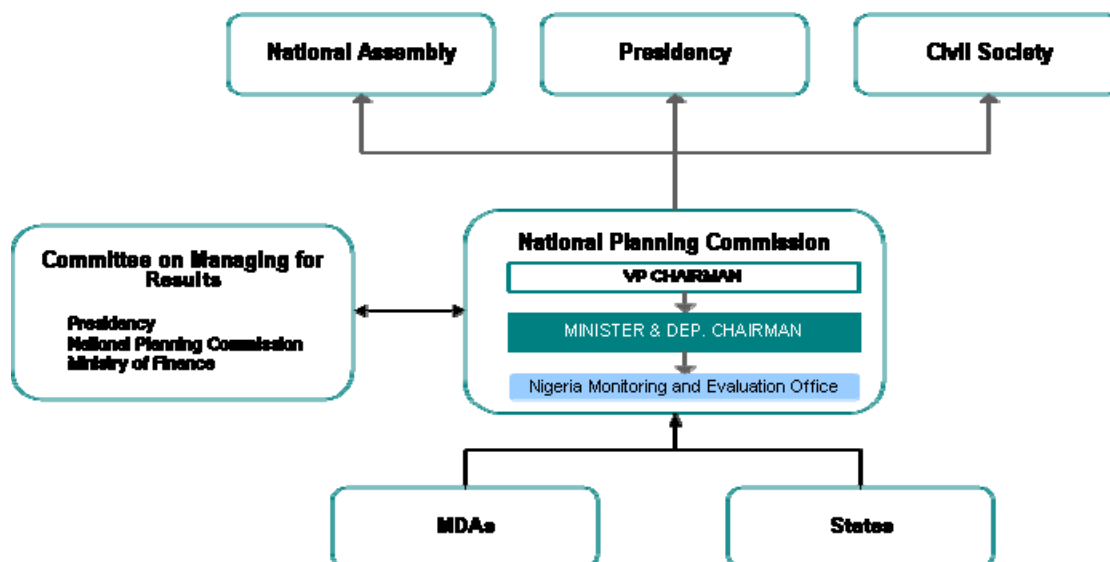 National Assembly
Presidency
Civil Society
National Planning Commission
VP CHAIRMAN
MINISTER & DEP. CHAIRMAN
Nigeria Monitoring and Evaluation Office
Committee on Managing for
Results
Presidency
National Planning Commission
Ministry of Finance
MDAs
States